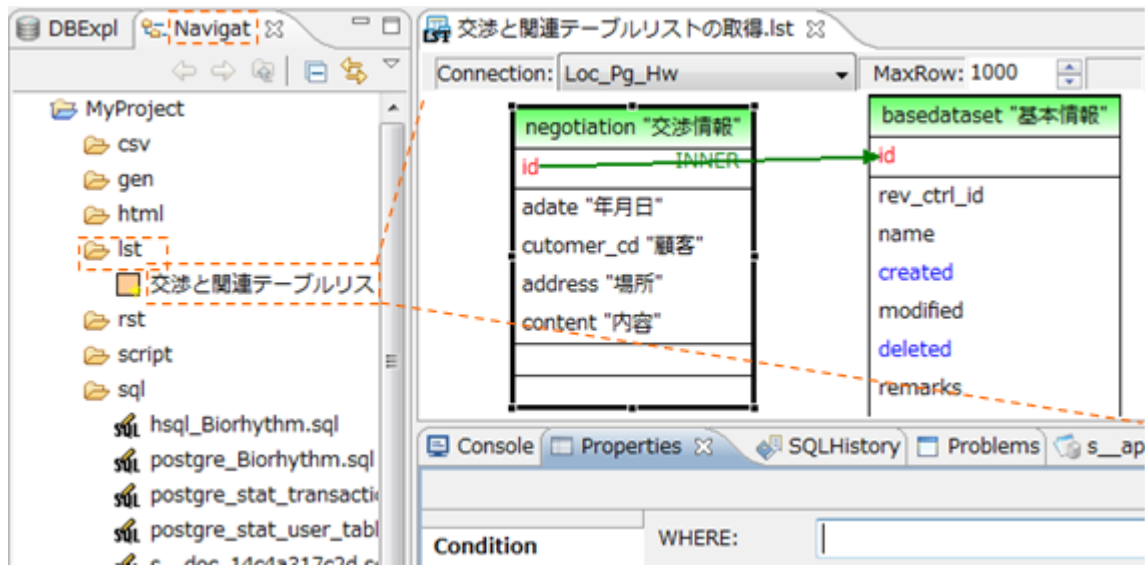 DBExpl
Navigat
MyProject
csv
gen
html
lst
交渉と関連テーブルリス
rst
script
sql
hsql_Biorhythm.sql
postgre_Biorhythm.sql
postgre_stat_transacti
postgre_stat_user_tabl
交渉と関連テーブルリストの取得.lst
Connection: Loc_Pg_Hw
MaxRow: 1000
negotiation "交渉情報"
id
INNER
adate "年月日"
cutomer_cd "顧客"
address "場所"
content "内容"
basedataset "基本情報"
id
rev_ctrl_id
name
created
modified
deleted
remarks
Console
Properties
SQLHistory
Problems
s__ap
Condition
WHERE: